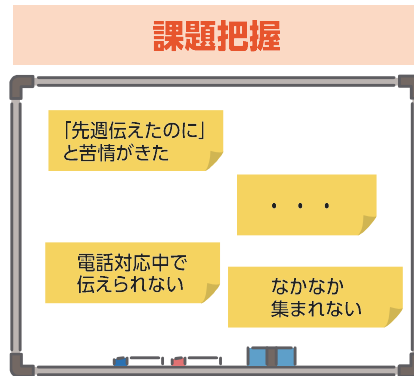 課題把握
「先週伝えたのに」
と苦情がきた
・・・
電話対応中で
伝えられない
なかなか
集まれない